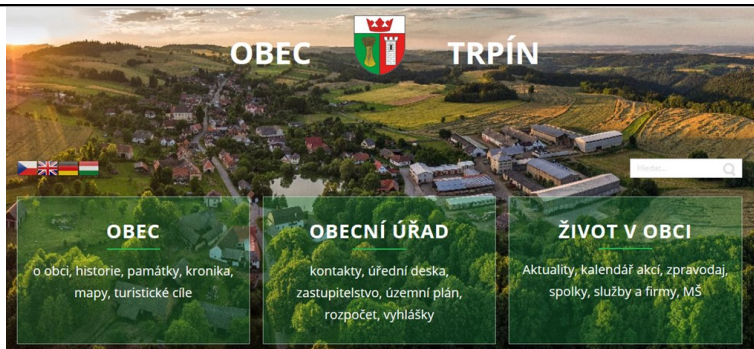 OBEC TRPÍN
Hledat...
OBEC
o obci, historie, památky, kronika,
mapy, turistické cíle
OBECNÍ ÚŘAD
kontakty, úřední deska,
zastupitelstvo, územní plán,
rozpočet, vyhlášky
ŽIVOT V OBCI
Aktuality, kalendář akcí, zpravodaj,
spolky, služby a firmy, MŠ